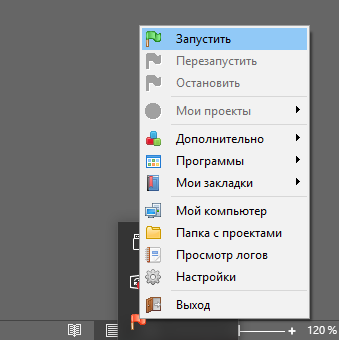 Запустить
Перезапустить
Остановить
Мои проекты
Дополнительно
Программы
Мои закладки
Мой компьютер
Папка с проектами
Просмотр логов
Настройки
Выход
120 %